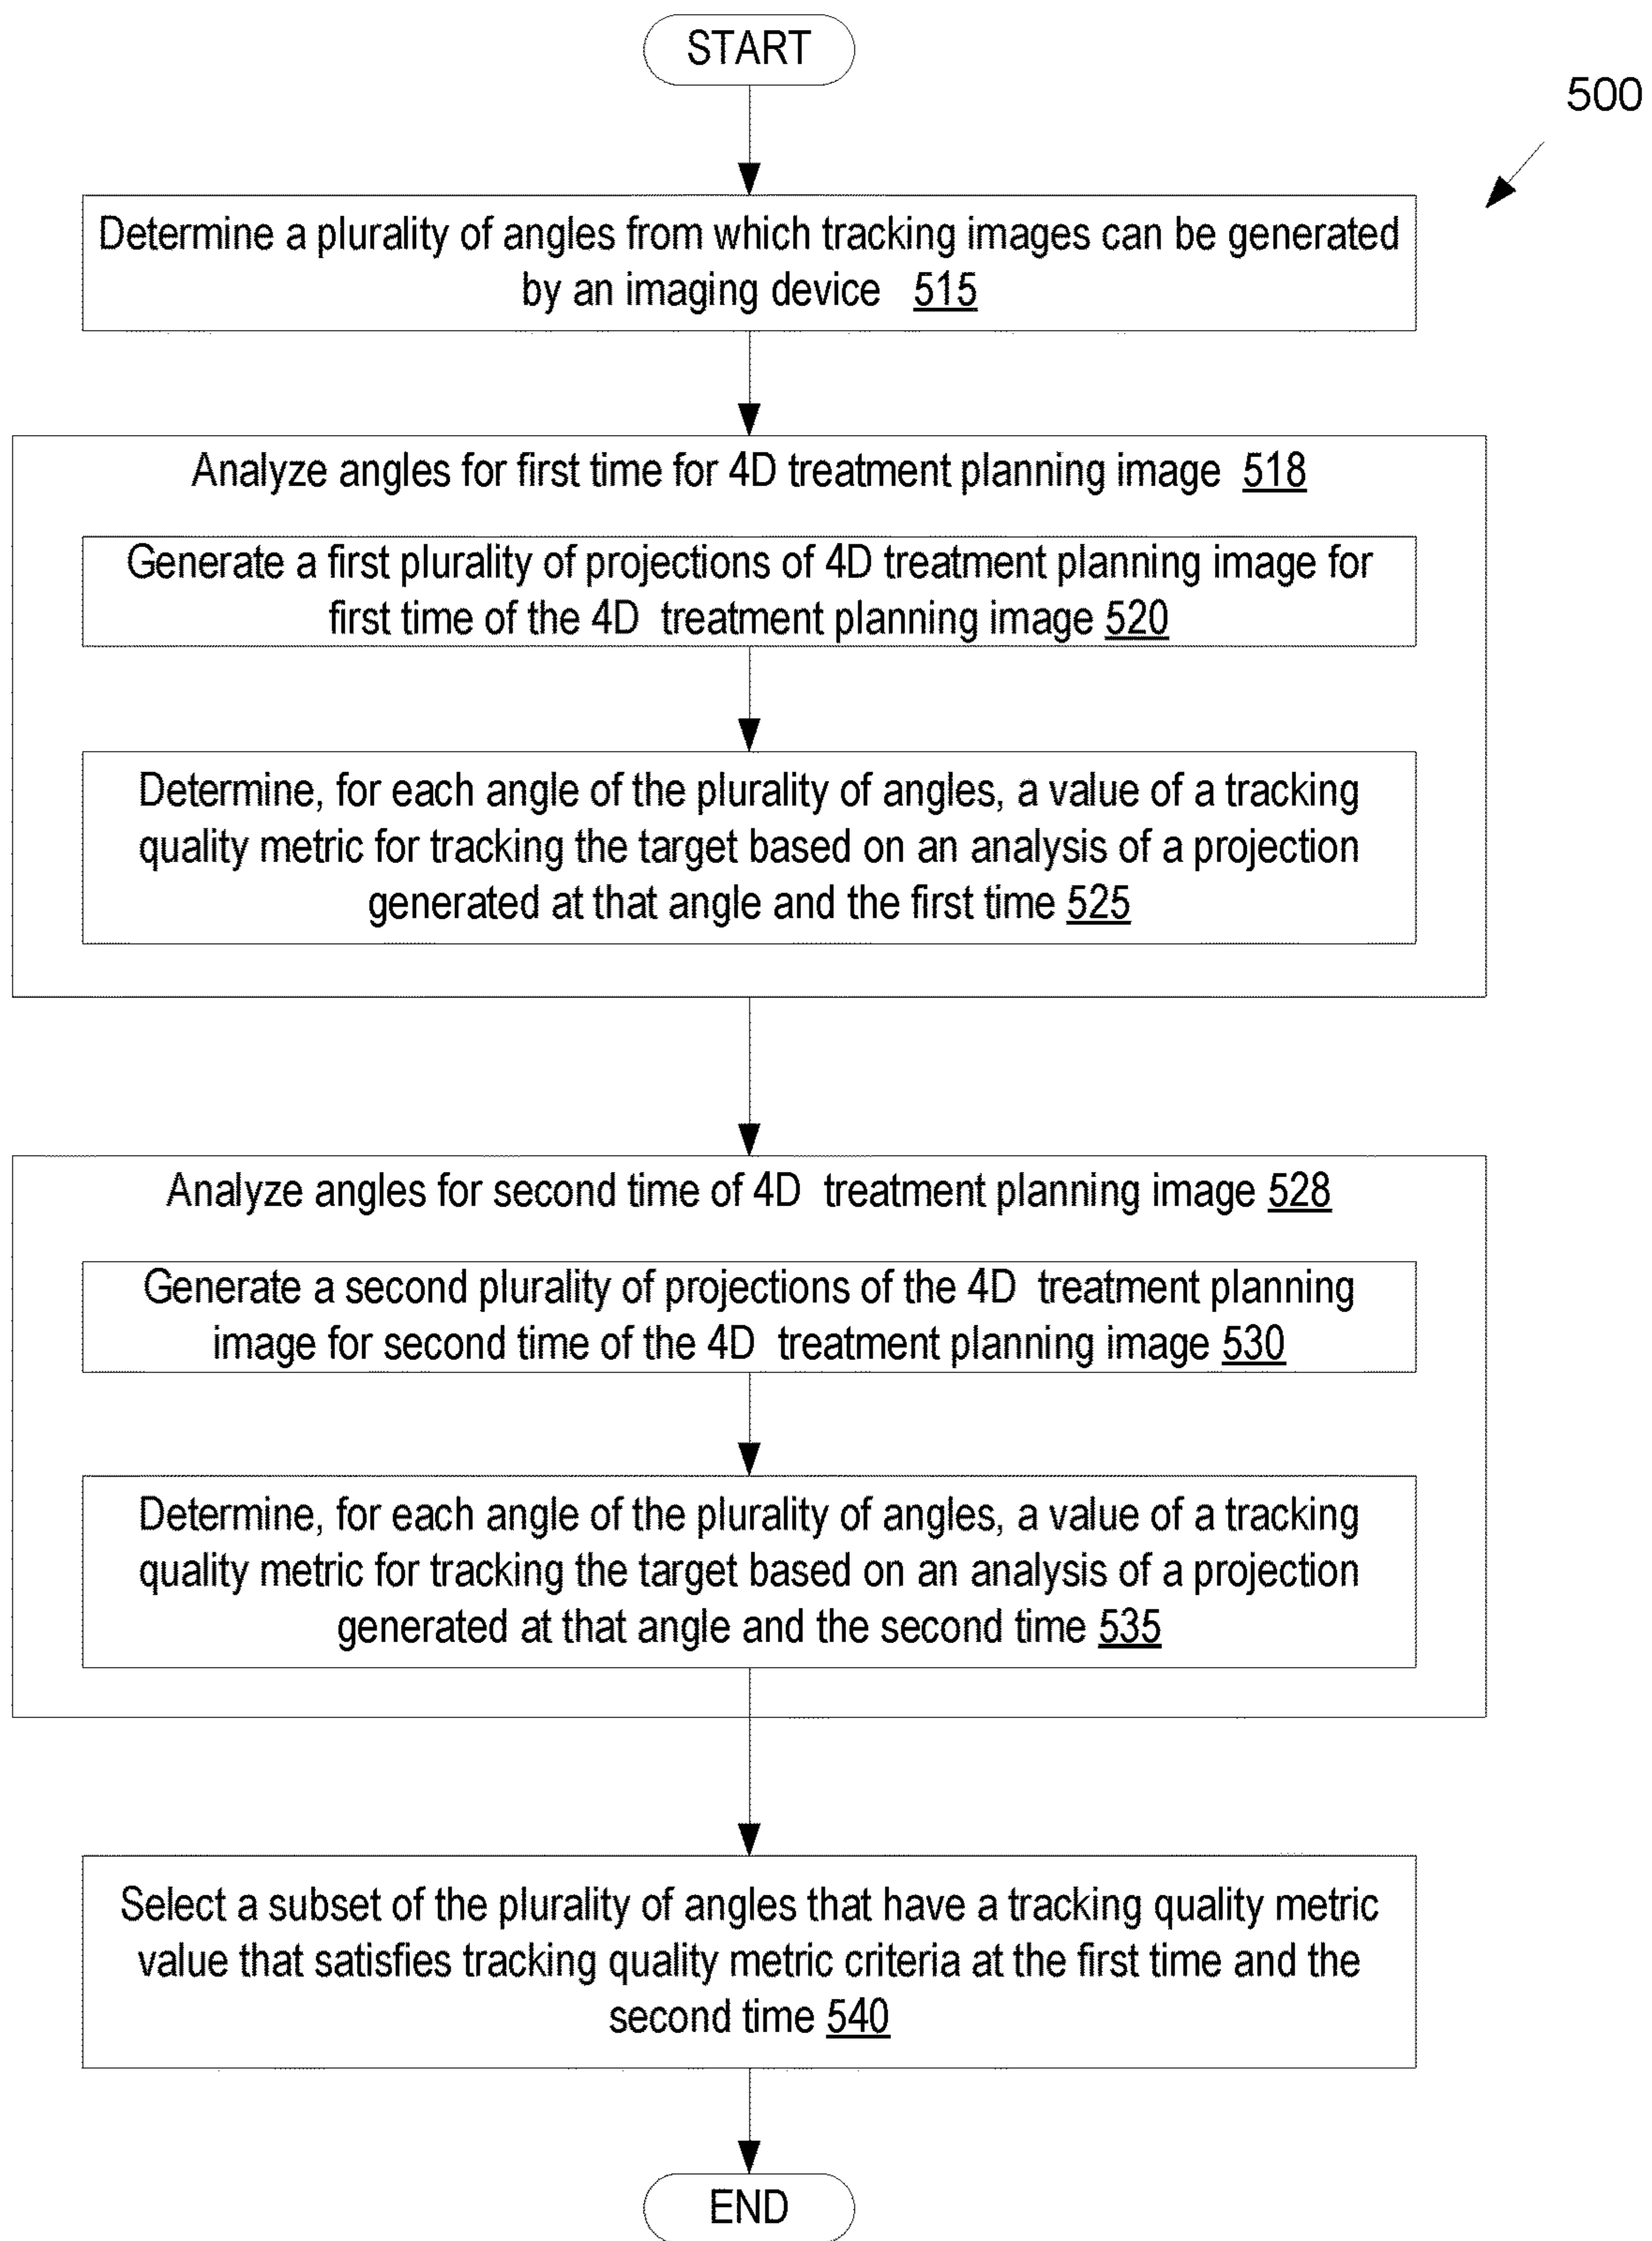 START
500
Determine a plurality of angles from which tracking images can be generated
by an imaging device 515
Analyze angles for first time for 4D treatment planning image 518
Generate a first plurality of projections of 4D treatment planning image for
first time of the 4D treatment planning image 520
Determine, for each angle of the plurality of angles, a value of a tracking
quality metric for tracking the target based on an analysis of a projection
generated at that angle and the first time 525
Analyze angles for second time of 4D treatment planning image 528
Generate a second plurality of projections of the 4D treatment planning
image for second time of the 4D treatment planning image 530
Determine, for each angle of the plurality of angles, a value of a tracking
quality metric for tracking the target based on an analysis of a projection
generated at that angle and the second time 535
Select a subset of the plurality of angles that have a tracking quality metric
value that satisfies tracking quality metric criteria at the first time and the
second time 540
END